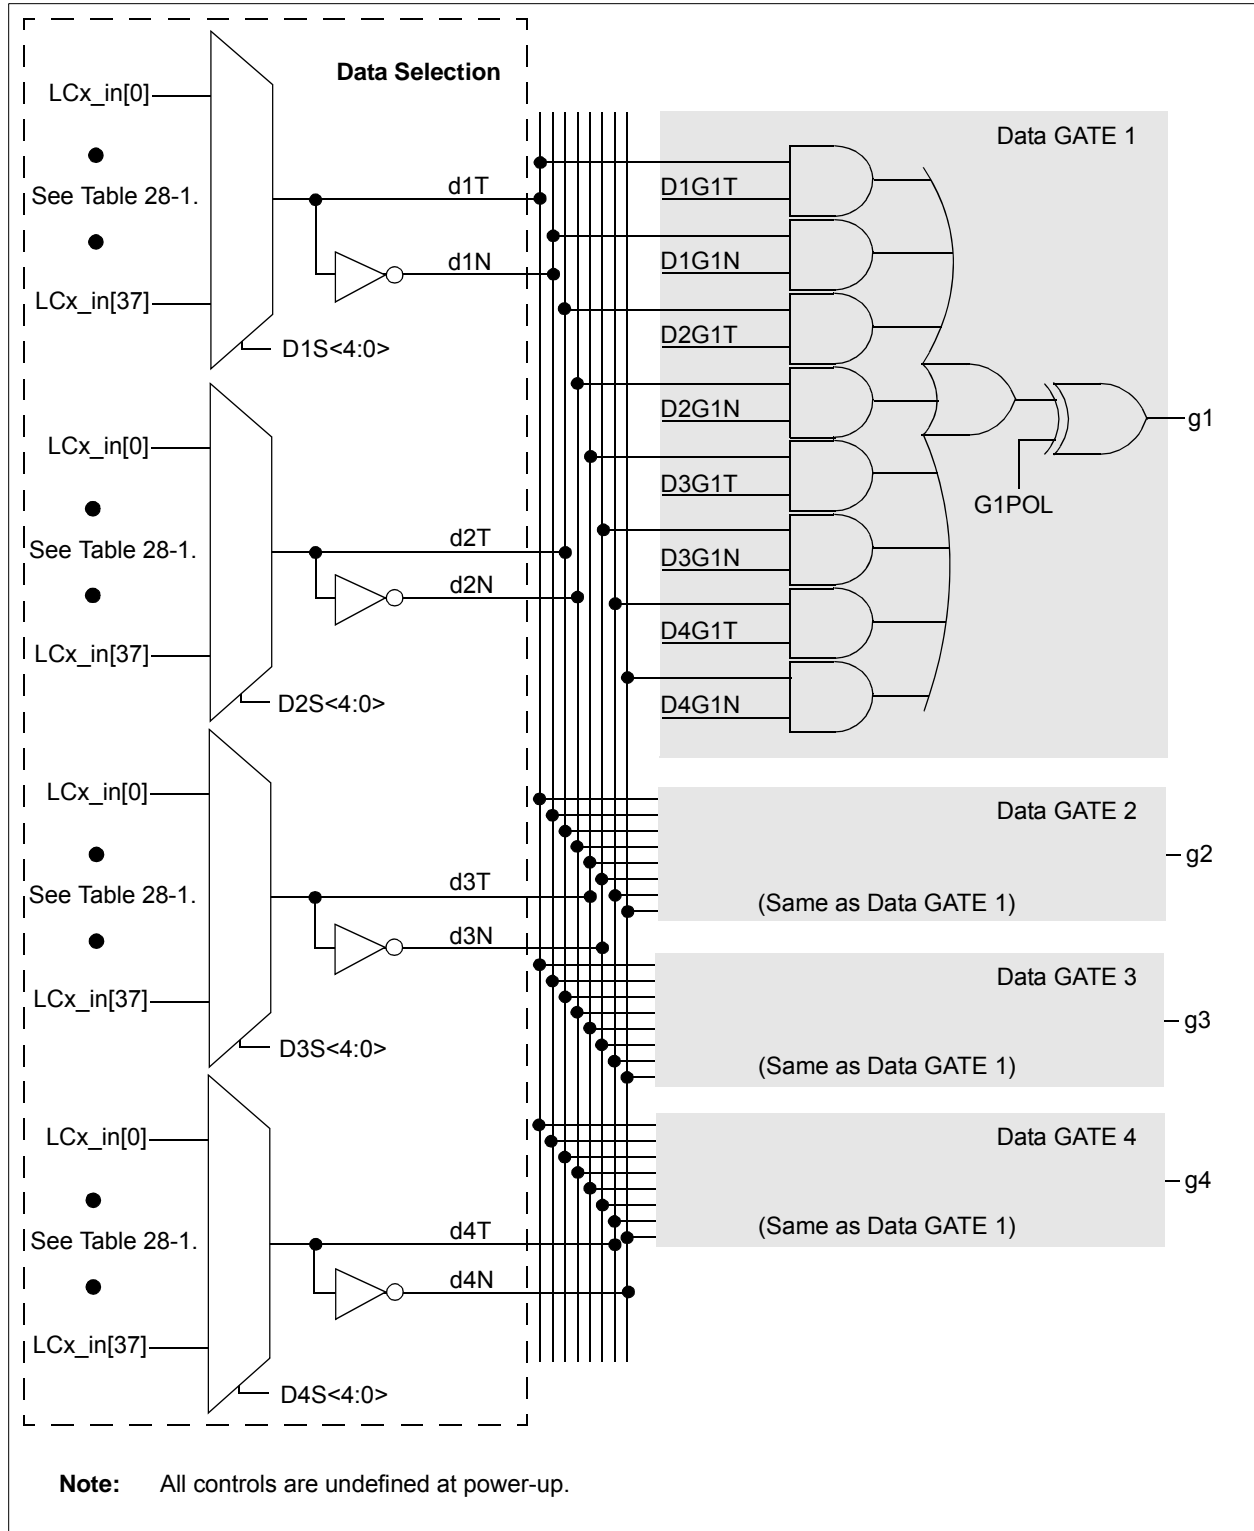 Data Selection
LCx_in[0]
See Table 28-1.
LCx_in[37]
D1S<4:0>
d1T
d1N
LCx_in[0]
See Table 28-1.
LCx_in[37]
D2S<4:0>
d2T
d2N
LCx_in[0]
See Table 28-1.
LCx_in[37]
D3S<4:0>
d3T
d3N
LCx_in[0]
See Table 28-1.
LCx_in[37]
D4S<4:0>
d4T
d4N
Data GATE 1
D1G1T
D1G1N
D2G1T
D2G1N
D3G1T
D3G1N
D4G1T
D4G1N
G1POL
g1
Data GATE 2
(Same as Data GATE 1)
g2
Data GATE 3
(Same as Data GATE 1)
g3
Data GATE 4
(Same as Data GATE 1)
g4
Note: All controls are undefined at power-up.